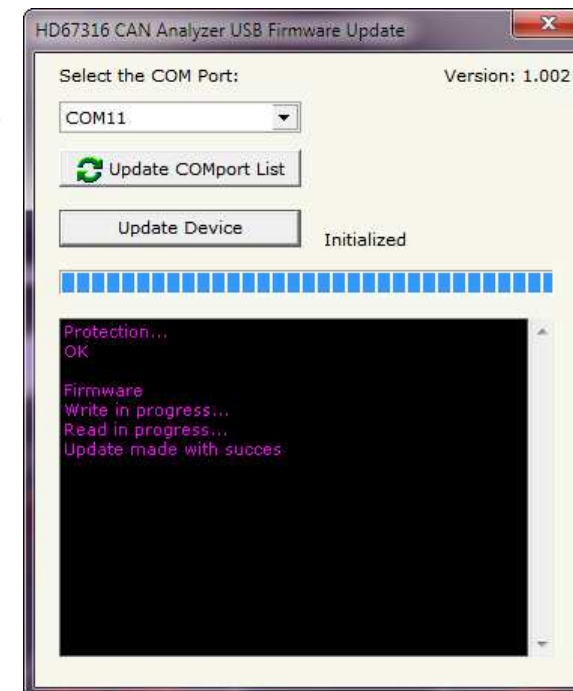 HD67316 CAN Analyzer USB Firmware Update
Select the COM Port:
Version: 1.002
COM11
Update COMport List
Update Device
Initialized
Protection...
OK
Firmware
Write in progress...
Read in progress...
Update made with succes